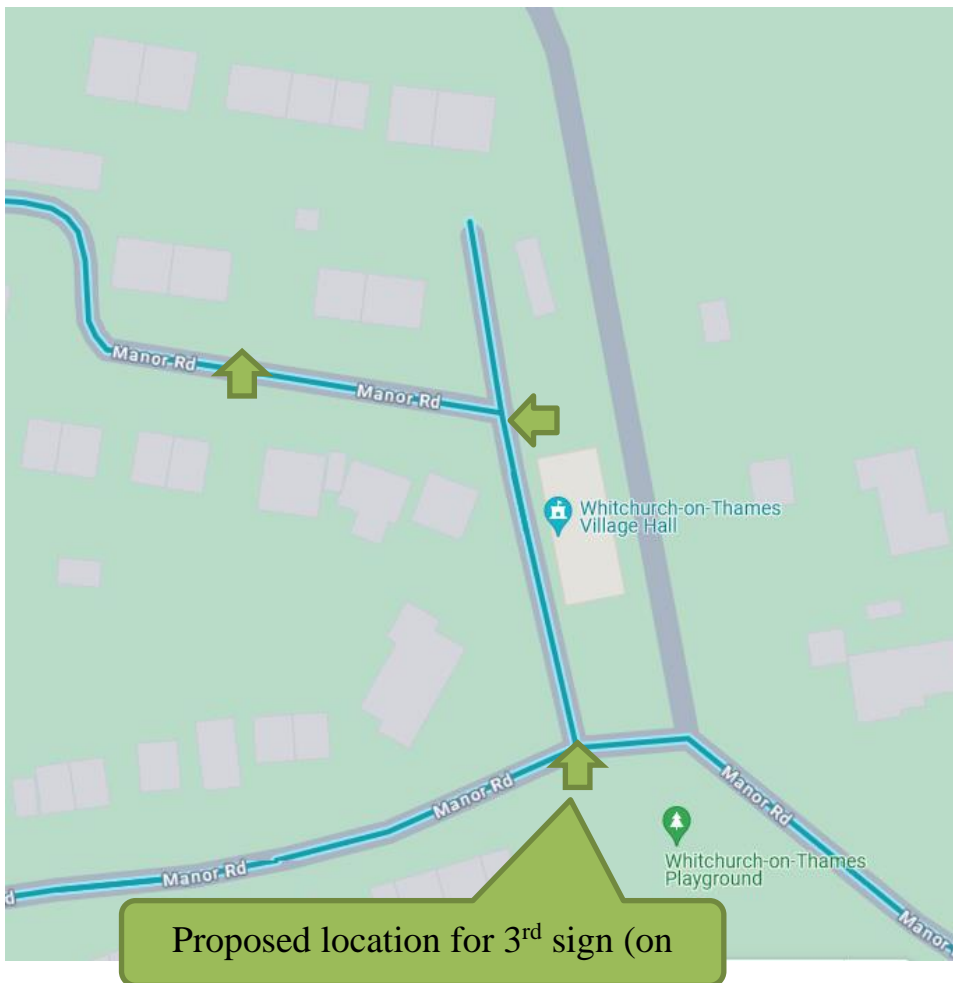 Manor Rd
Manor Rd
Whitchurch-on-Thames
Village Hall
Manor Rd
Manor Rd
Manor Rd
Whitchurch-on-Thames
Playground
Manor
d
Proposed location for 3rd sign (on